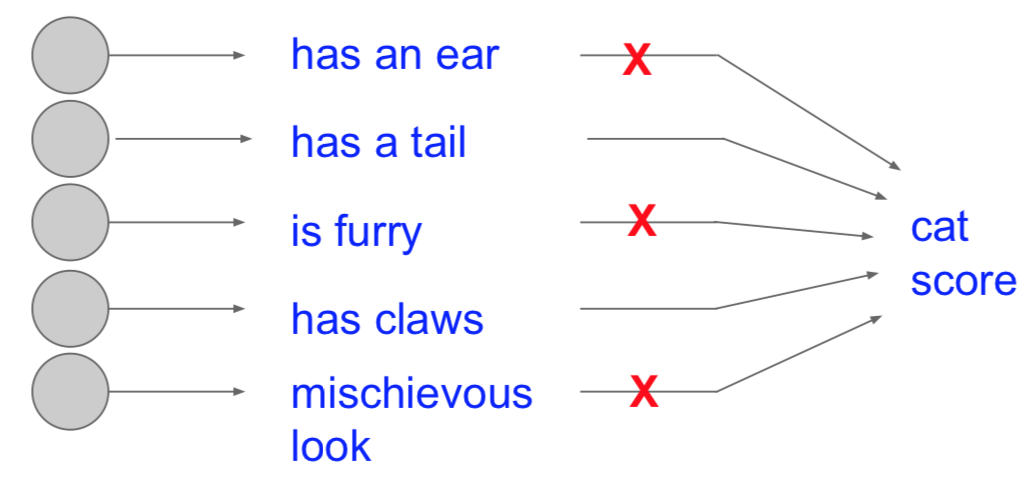 has an ear
X
has a tail
is furry
X
cat
score
has claws
mischievous
look
X